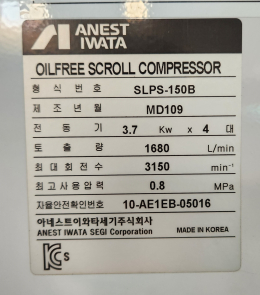 ANEST
IWATA
OILFREE SCROLL COMPRESSOR
형 식 번 호 SLPS-150B
제 조 년 월 MD109
전 동 기 3.7 Kw x 4 대
토 출 량 1680 L/min
최 대 회 전 수 3150 min⁻¹
최 고 사 용 압 력 0.8 MPa
자율안전확인번호 10-AE1EB-05016
아네스트이와타세기주식회사
ANEST IWATA SEGI Corporation MADE IN KOREA
S